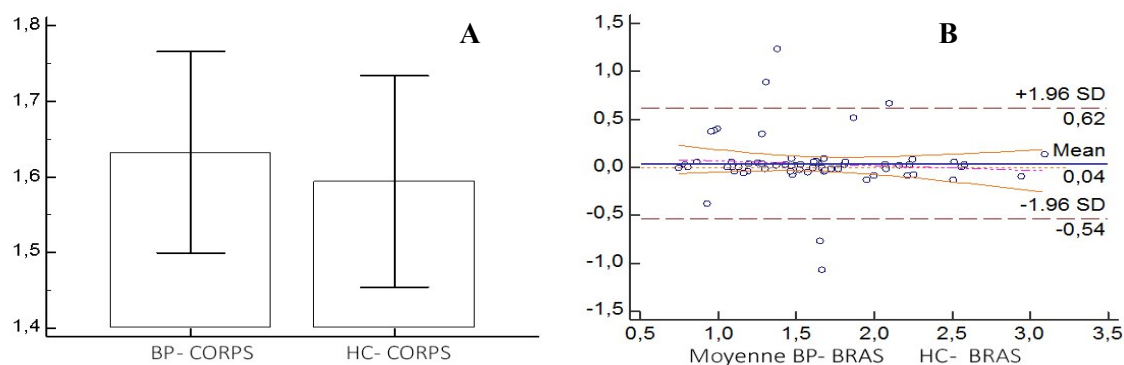 A
1,8
1,7
1,6
1,5
1,4
BP- CORPS HC- CORPS
B
1,5
1,0
0,5
0,0
-0,5
-1,0
-1,5
+1.96 SD
0,62
Mean
0,04
-1.96 SD
-0,54
0,5 1,0 1,5 2,0 2,5 3,0 3,5
Moyenne BP- BRAS HC- BRAS